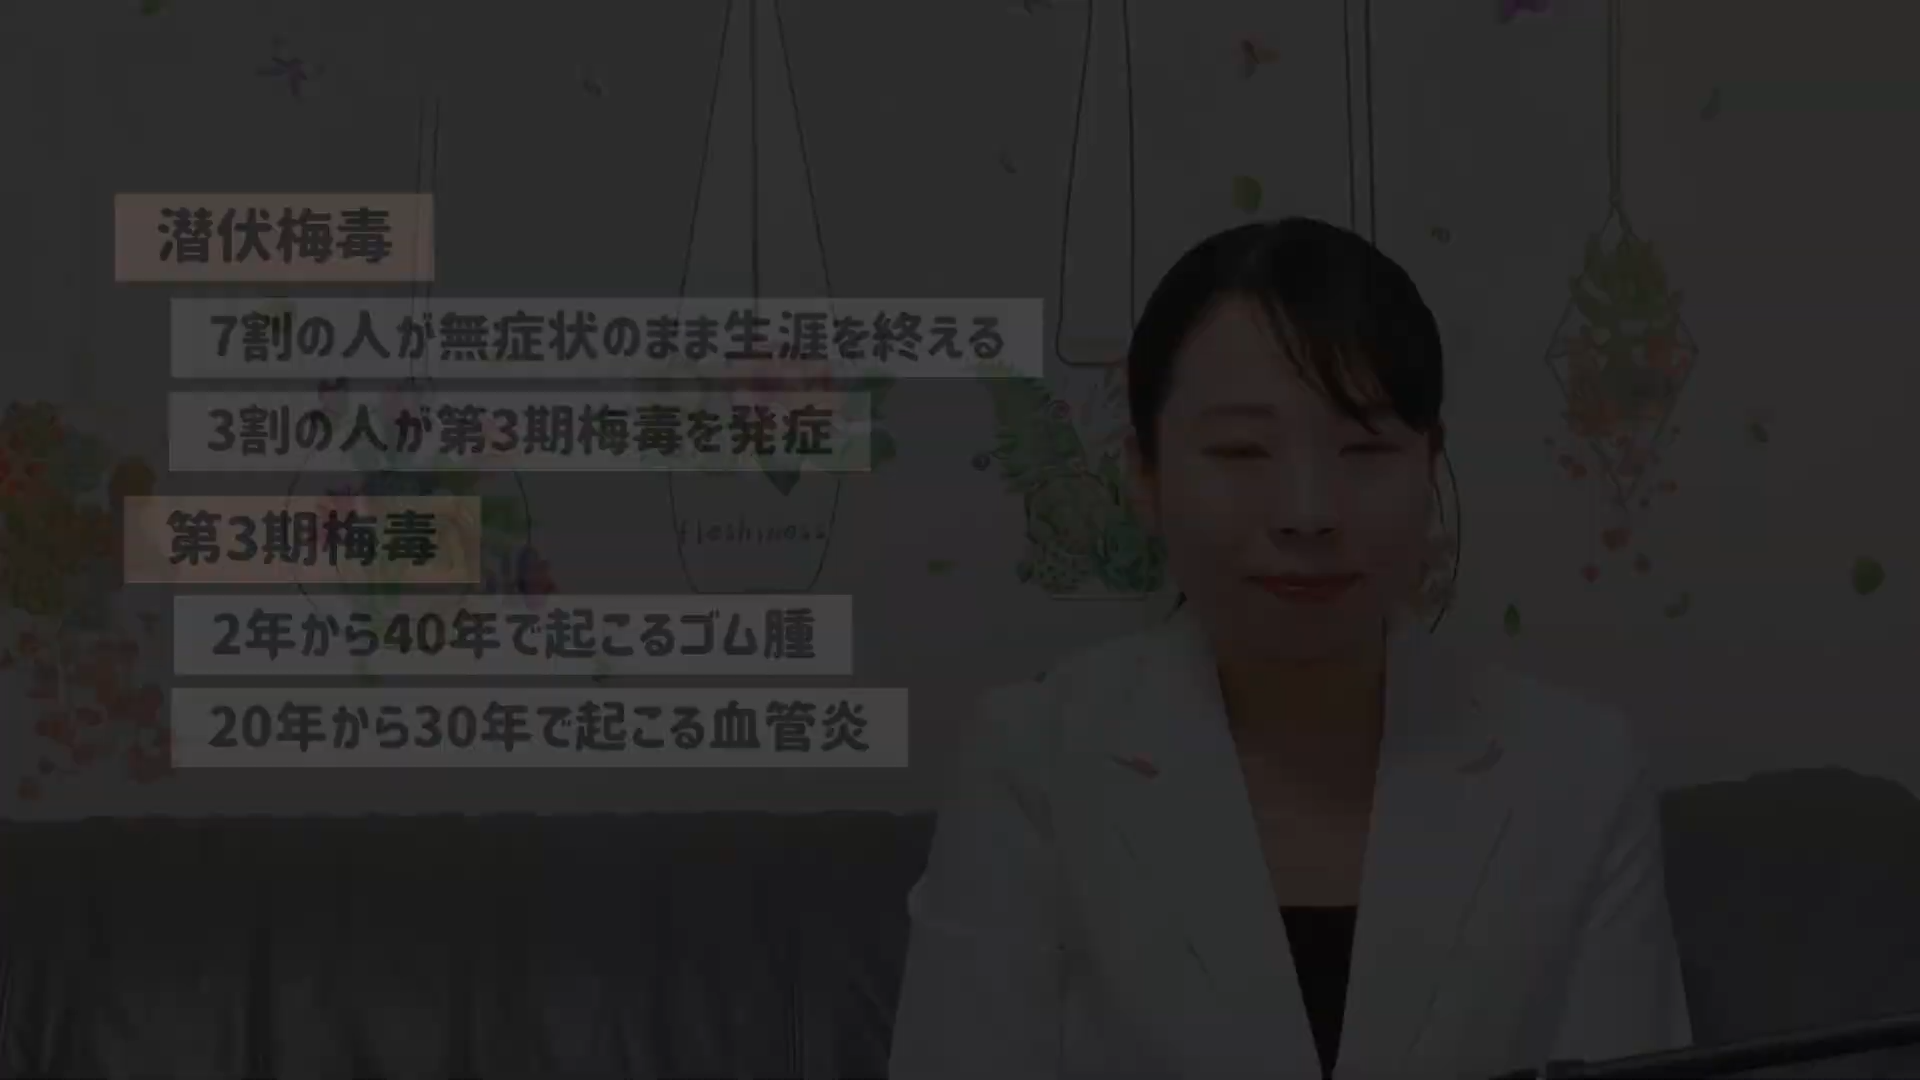 潜伏梅毒
7割の人が無症状のまま生涯を終える
3割の人が第3期梅毒を発症
第3期梅毒
2年から40年で起こるゴム腫
20年から30年で起こる血管炎